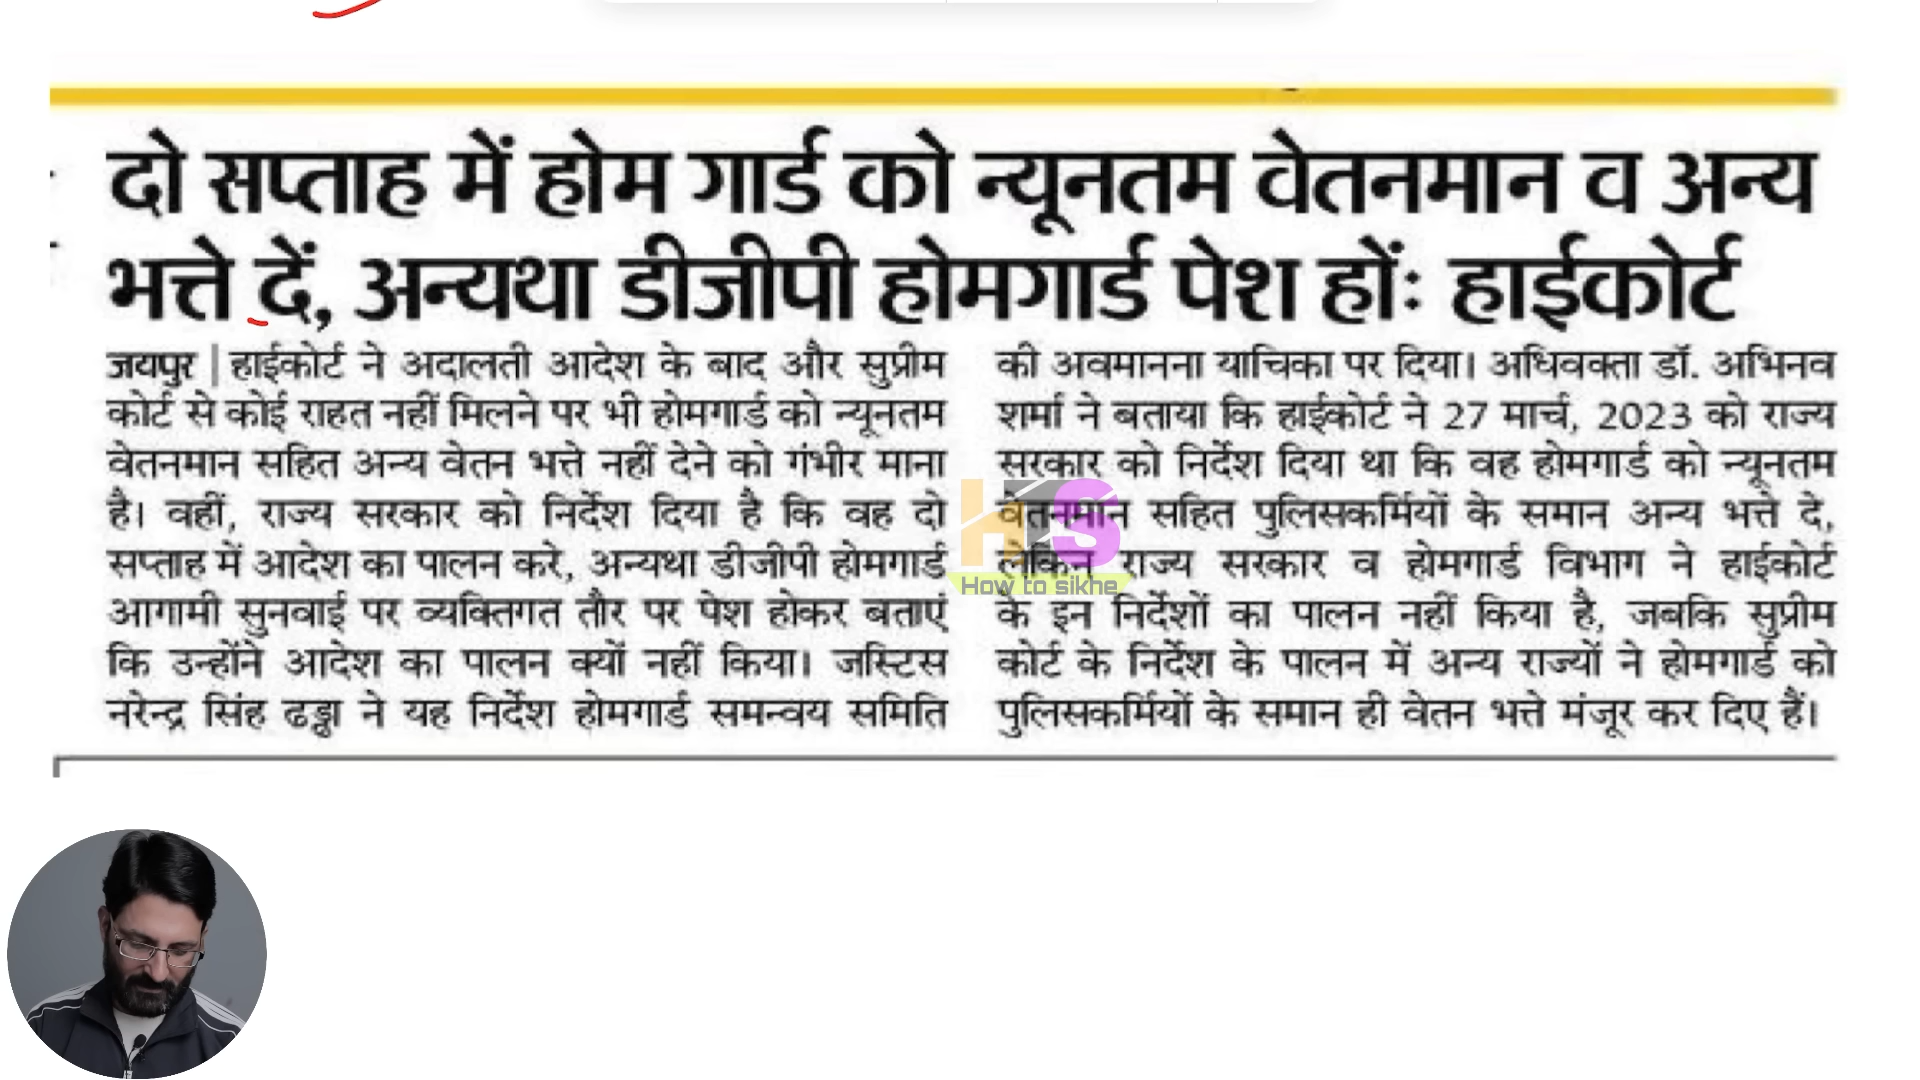 दो सप्ताह में होम गार्ड को न्यूनतम वेतनमान व अन्य
भत्ते दें, अन्यथा डीजीपी होमगार्ड पेश होंः हाईकोर्ट
जयपुर | हाईकोर्ट ने अदालती आदेश के बाद और सुप्रीम
कोर्ट से कोई राहत नहीं मिलने पर भी होमगार्ड को न्यूनतम
वेतनमान सहित अन्य वेतन भत्ते नहीं देने को गंभीर माना
है। वहीं, राज्य सरकार को निर्देश दिया है कि वह दो
सप्ताह में आदेश का पालन करे, अन्यथा डीजीपी होमगार्ड
आगामी सुनवाई पर व्यक्तिगत तौर पर पेश होकर बताएं
कि उन्होंने आदेश का पालन क्यों नहीं किया। जस्टिस
नरेन्द्र सिंह ढड्ढा ने यह निर्देश होमगार्ड समन्वय समिति
की अवमानना याचिका पर दिया। अधिवक्ता डॉ. अभिनव
शर्मा ने बताया कि हाईकोर्ट ने 27 मार्च, 2023 को राज्य
सरकार को निर्देश दिया था कि वह होमगार्ड को न्यूनतम
वेतनमान सहित पुलिसकर्मियों के समान अन्य भत्ते दे,
लेकिन राज्य सरकार व होमगार्ड विभाग ने हाईकोर्ट
के इन निर्देशों का पालन नहीं किया है, जबकि सुप्रीम
कोर्ट के निर्देश के पालन में अन्य राज्यों ने होमगार्ड को
पुलिसकर्मियों के समान ही वेतन भत्ते मंजूर कर दिए हैं।
HTS
How to sikhe